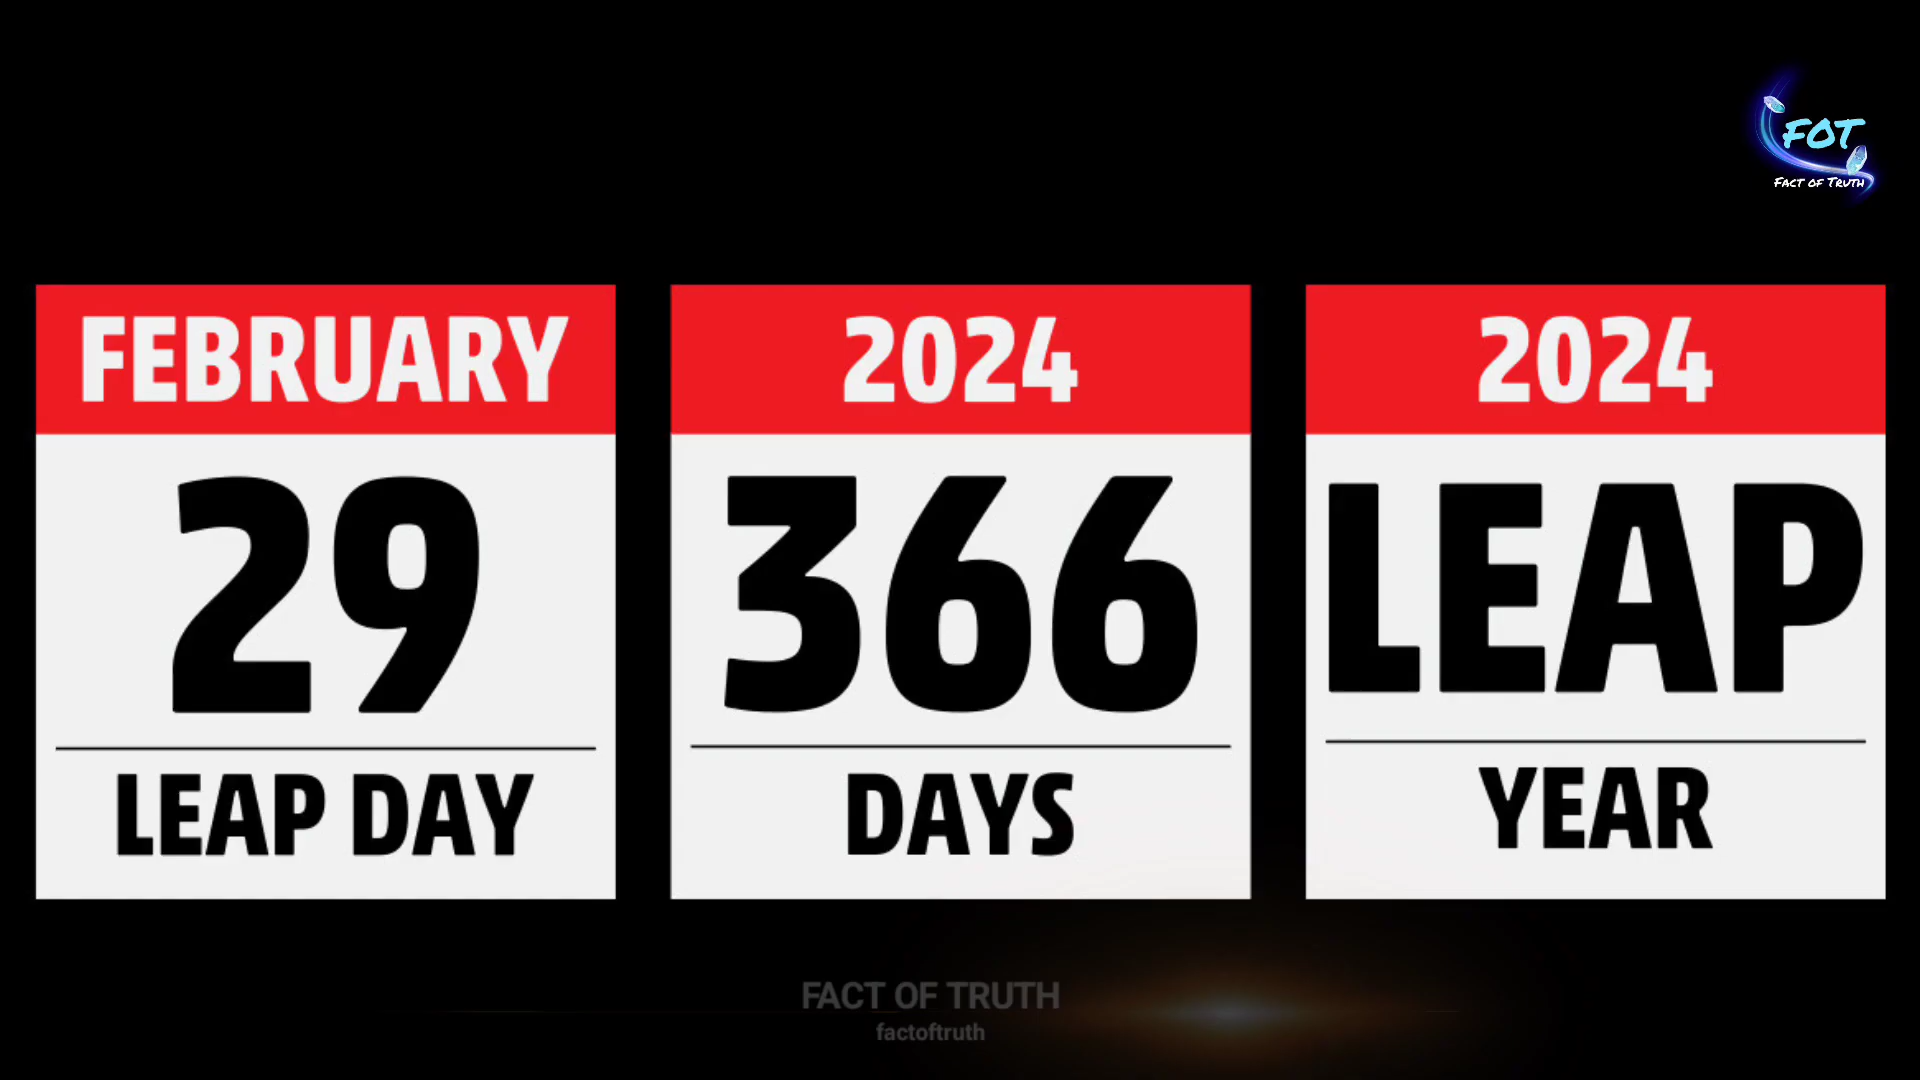 FOT
FACT OF TRUTH
FEBRUARY
29
LEAP DAY
2024
366
DAYS
2024
LEAP
YEAR
FACT OF TRUTH
factoftruth